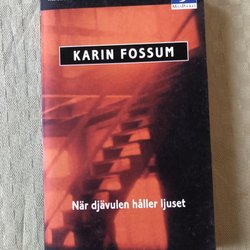 KARIN FOSSUM
När djävulen håller ljuset